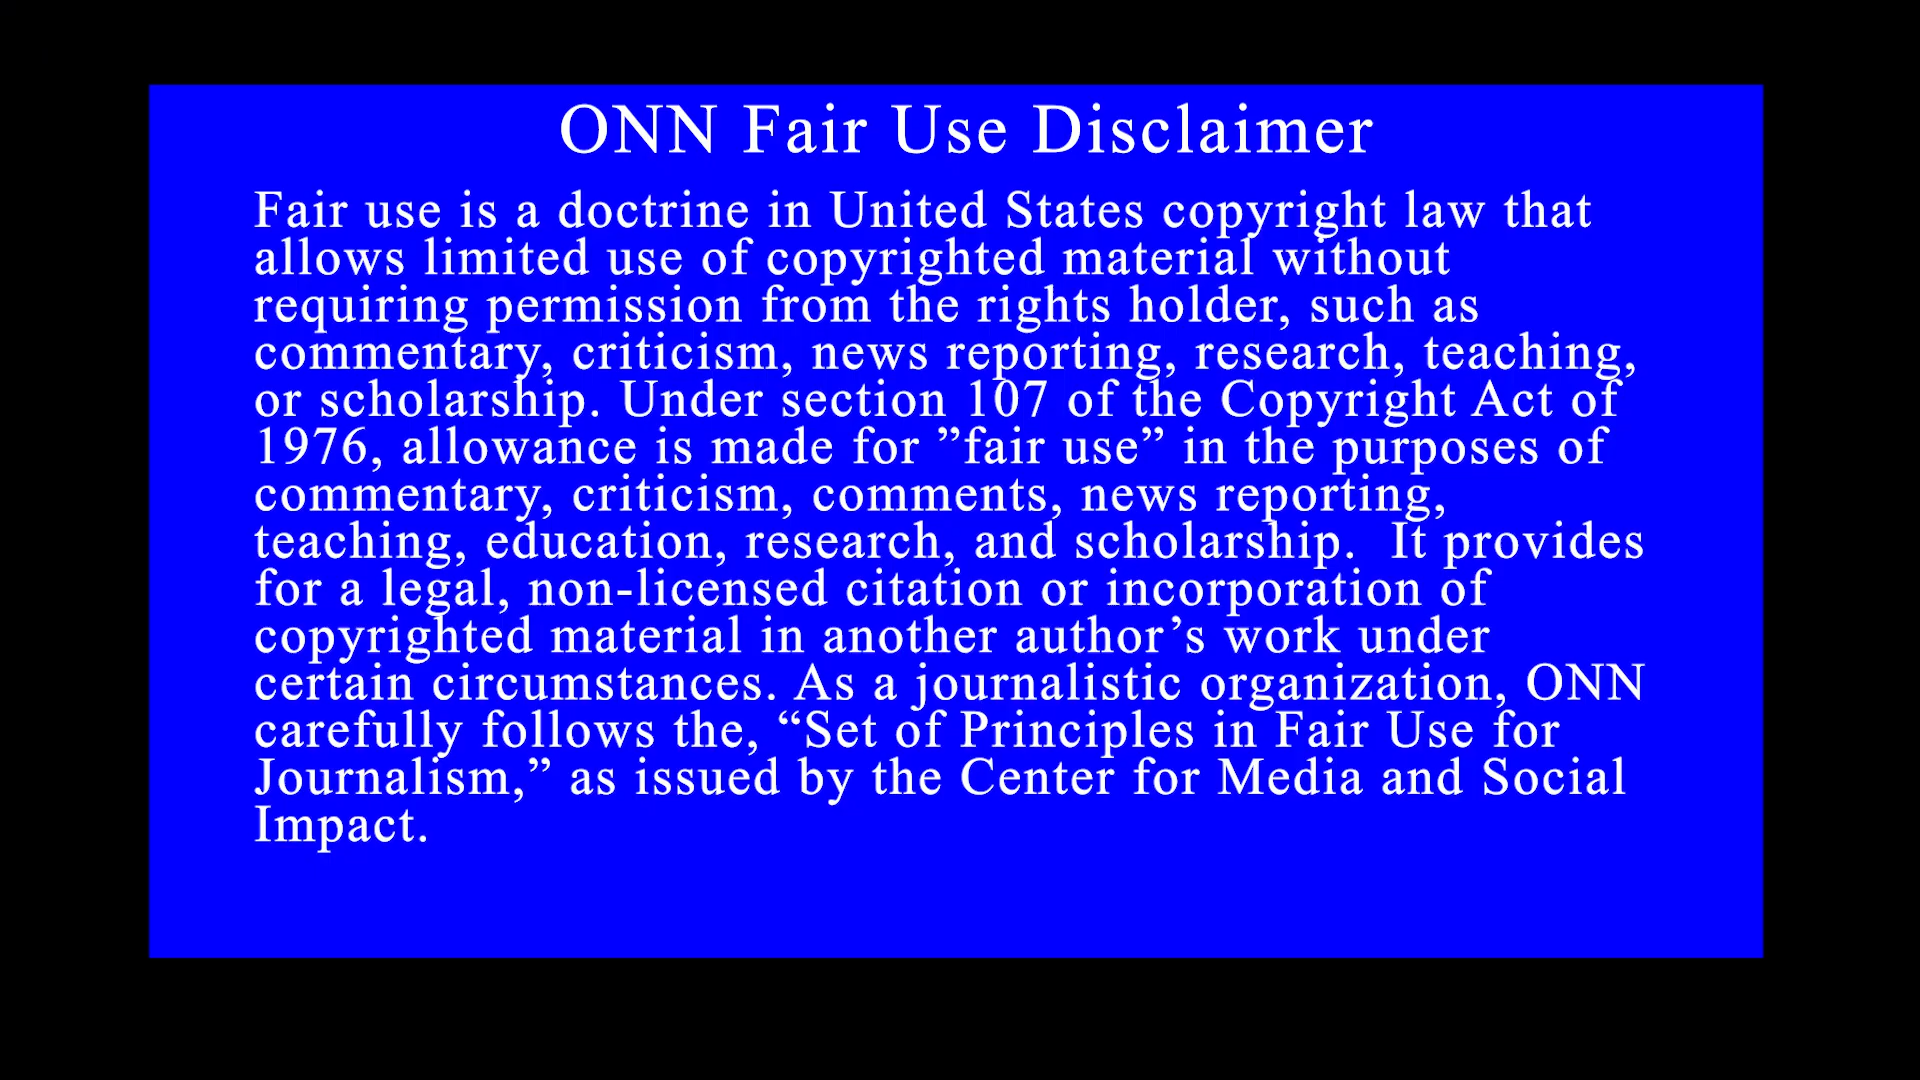 ONN Fair Use Disclaimer
Fair use is a doctrine in United States copyright law that
allows limited use of copyrighted material without
requiring permission from the rights holder, such as
commentary, criticism, news reporting, research, teaching,
or scholarship. Under section 107 of the Copyright Act of
1976, allowance is made for ”fair use” in the purposes of
commentary, criticism, comments, news reporting,
teaching, education, research, and scholarship.  It provides
for a legal, non-licensed citation or incorporation of
copyrighted material in another author’s work under
certain circumstances. As a journalistic organization, ONN
carefully follows the, “Set of Principles in Fair Use for
Journalism,” as issued by the Center for Media and Social
Impact.